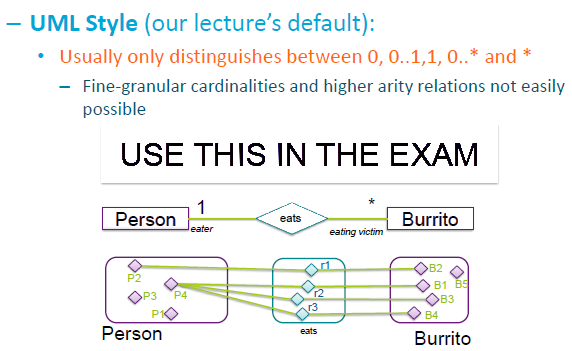 – UML Style (our lecture's default):
• Usually only distinguishes between 0, 0..1,1, 0..* and *
– Fine-granular cardinalities and higher arity relations not easily
possible
USE THIS IN THE EXAM
Person 1 eats * Burrito
eater eating victim
P2 r1 B2
P3 P4 r2 B1 B5
B3
P1 r3 B4
Person eats Burrito